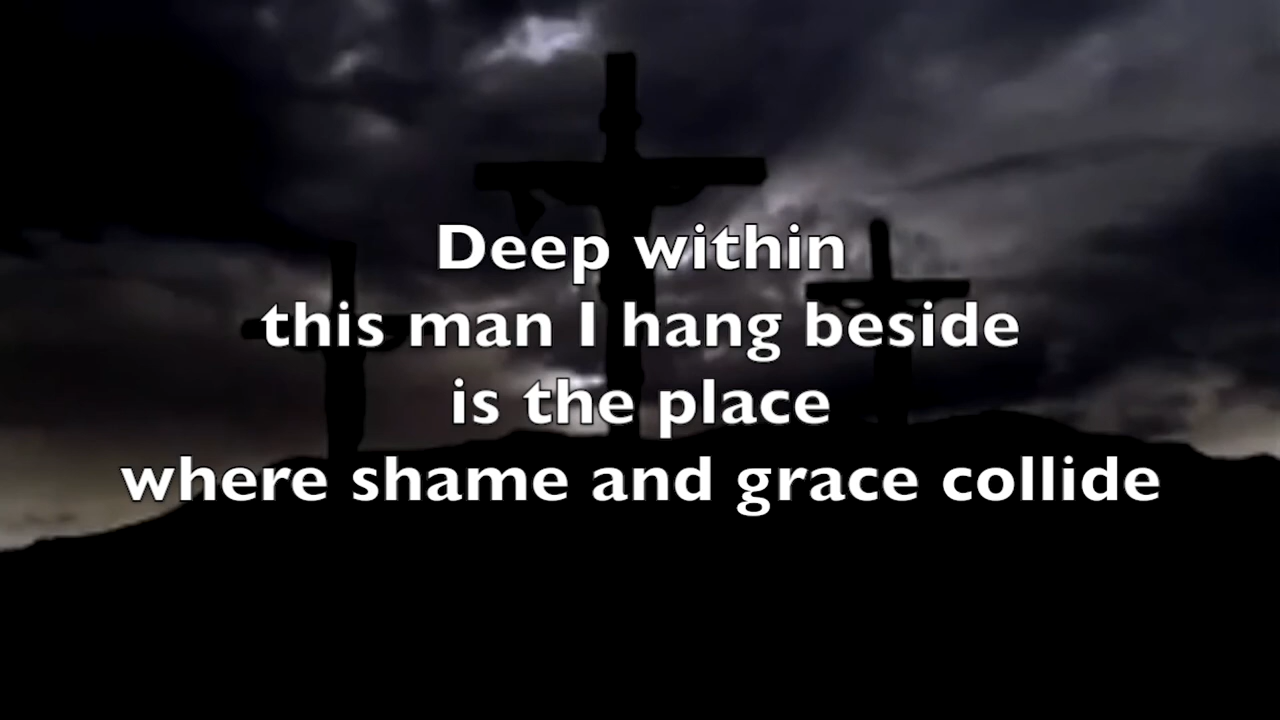 Deep within
this man I hang beside
is the place
where shame and grace collide